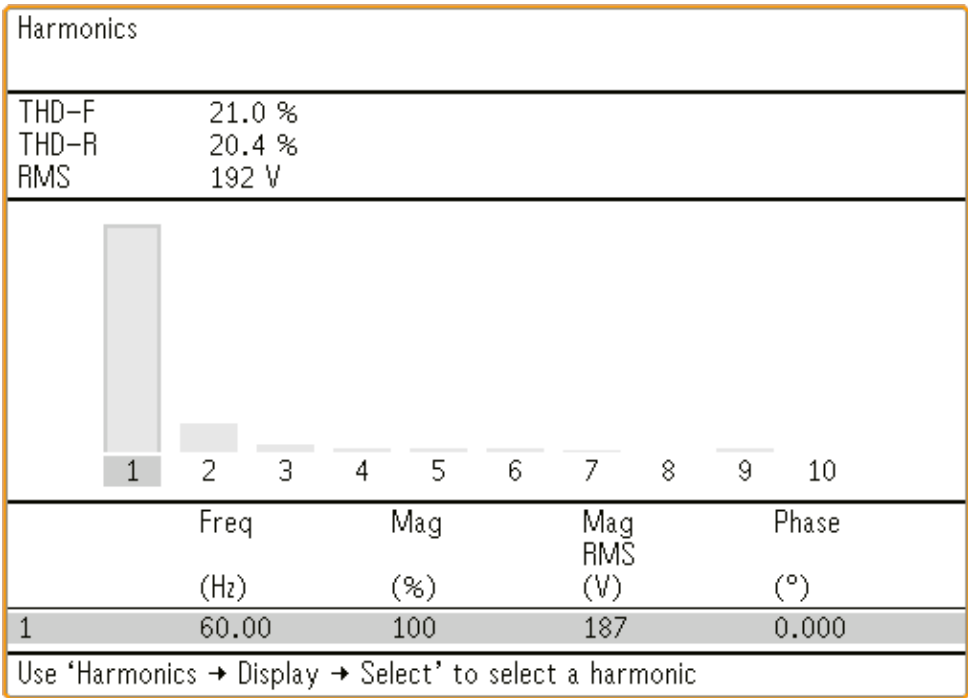 Harmonics
THD-F 21.0 %
THD-R 20.4 %
RMS 192 V
1 2 3 4 5 6 7 8 9 10
Freq Mag Mag Phase
RMS
(Hz) (%) (V) (°)
1 60.00 100 187 0.000
Use ‘Harmonics → Display → Select’ to select a harmonic